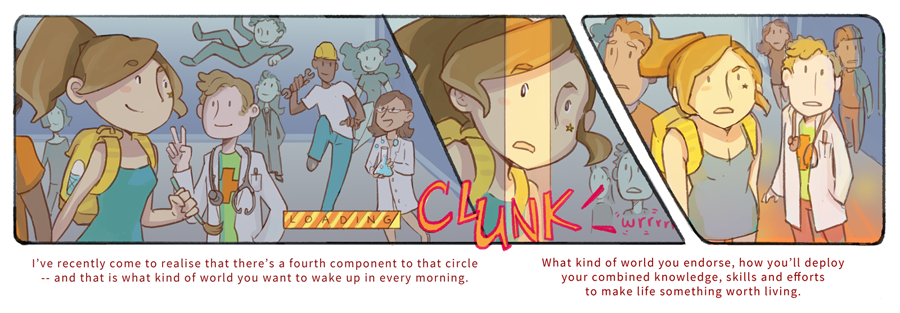 LOADING
CLUNK
wrrrr
I've recently come to realise that there's a fourth component to that circle
-- and that is what kind of world you want to wake up in every morning.
What kind of world you endorse, how you'll deploy
your combined knowledge, skills and efforts
to make life something worth living.